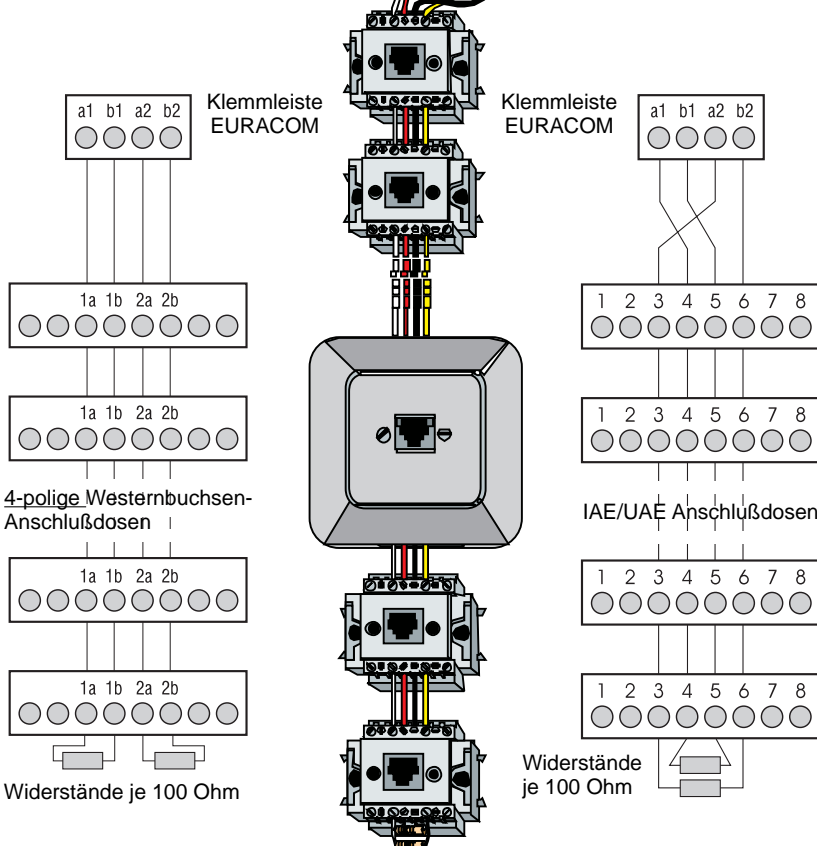 Klemmleiste
EURACOM
a1 b1 a2 b2
1a 1b 2a 2b
1a 1b 2a 2b
4-polige Westernbuchsen-
Anschlußdosen
1a 1b 2a 2b
1a 1b 2a 2b
Widerstände je 100 Ohm
Klemmleiste
EURACOM
a1 b1 a2 b2
1 2 3 4 5 6 7 8
1 2 3 4 5 6 7 8
IAE/UAE Anschlußdosen
1 2 3 4 5 6 7 8
1 2 3 4 5 6 7 8
Widerstände
je 100 Ohm